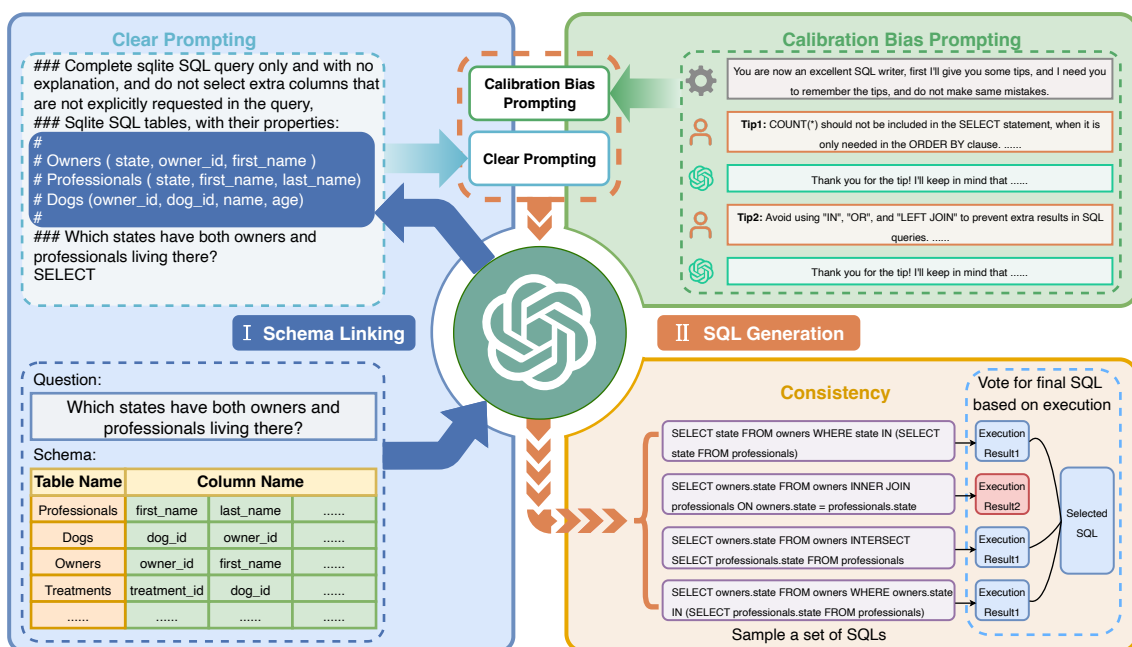 Clear Prompting
### Complete sqlite SQL query only and with no
explanation, and do not select extra columns that
are not explicitly requested in the query,
### Sqlite SQL tables, with their properties:
#
# Owners ( state, owner_id, first_name )
# Professionals ( state, first_name, last_name)
# Dogs (owner_id, dog_id, name, age)
#
### Which states have both owners and
professionals living there?
SELECT
Calibration Bias
Prompting
Clear Prompting
Calibration Bias Prompting
You are now an excellent SQL writer, first I'll give you some tips, and I need you
to remember the tips, and do not make same mistakes.
Tip1: COUNT(*) should not be included in the SELECT statement, when it is
only needed in the ORDER BY clause. ......
Thank you for the tip! I'll keep in mind that ......
Tip2: Avoid using "IN", "OR", and "LEFT JOIN" to prevent extra results in SQL
queries. ......
Thank you for the tip! I'll keep in mind that ......
I Schema Linking
II SQL Generation
Question:
Which states have both owners and
professionals living there?
Schema:
Table Name Column Name
Professionals first_name last_name ......
Dogs dog_id owner_id ......
Owners owner_id first_name ......
Treatments treatment_id dog_id ......
...... ...... ...... ......
Consistency
Vote for final SQL
based on execution
SELECT state FROM owners WHERE state IN (SELECT
state FROM professionals)
Execution
Result1
SELECT owners.state FROM owners INNER JOIN
professionals ON owners.state = professionals.state
Execution
Result2
SELECT owners.state FROM owners INTERSECT
SELECT professionals.state FROM professionals
Execution
Result1
SELECT owners.state FROM owners WHERE owners.state
IN (SELECT professionals.state FROM professionals)
Execution
Result1
Selected
SQL
Sample a set of SQLs